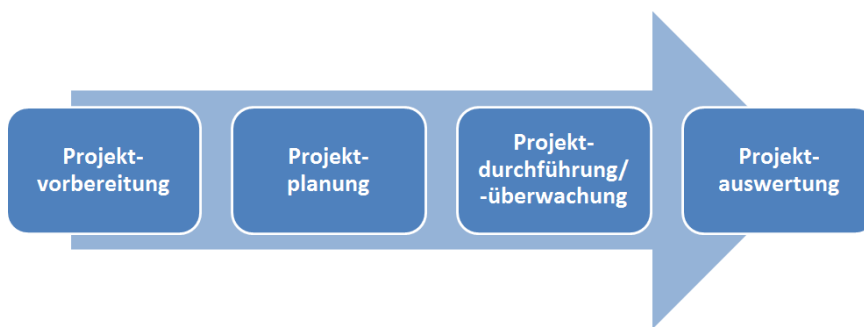 Projekt-
vorbereitung
Projekt-
planung
Projekt-
durchführung/
-überwachung
Projekt-
auswertung